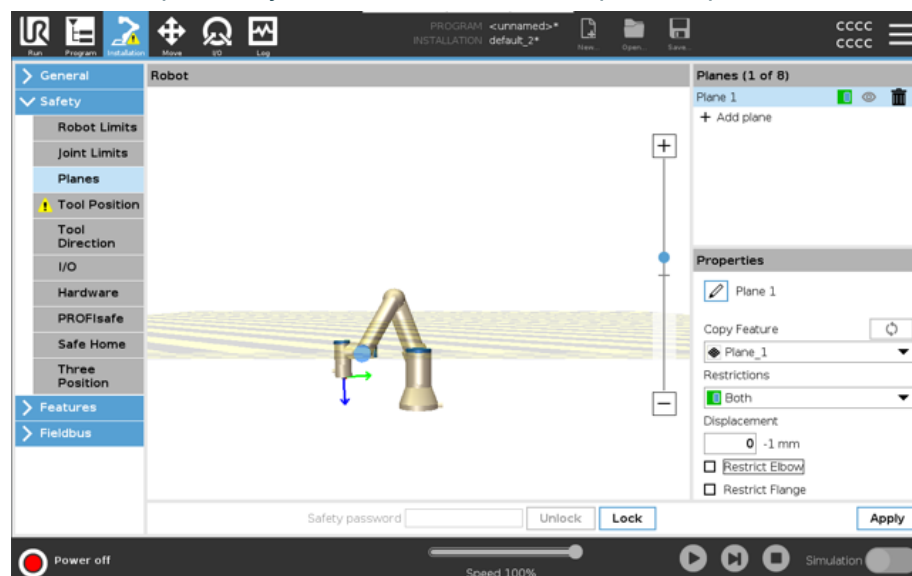 PROGRAM <unnamed>*
INSTALLATION default_2*
CCCC
CCCC
UR
Run
Program
Installation
Move
I/O
Log
New...
Open...
Save...
General
Safety
Robot Limits
Joint Limits
Planes
Tool Position
Tool
Direction
I/O
Hardware
PROFIsafe
Safe Home
Three
Position
Features
Fieldbus
Robot
Planes (1 of 8)
Plane 1
+ Add plane
Properties
Plane 1
Copy Feature
Plane_1
Restrictions
Both
Displacement
0 -1 mm
Restrict Elbow
Restrict Flange
Safety password
Unlock
Lock
Apply
Power off
Speed 100%
Simulation